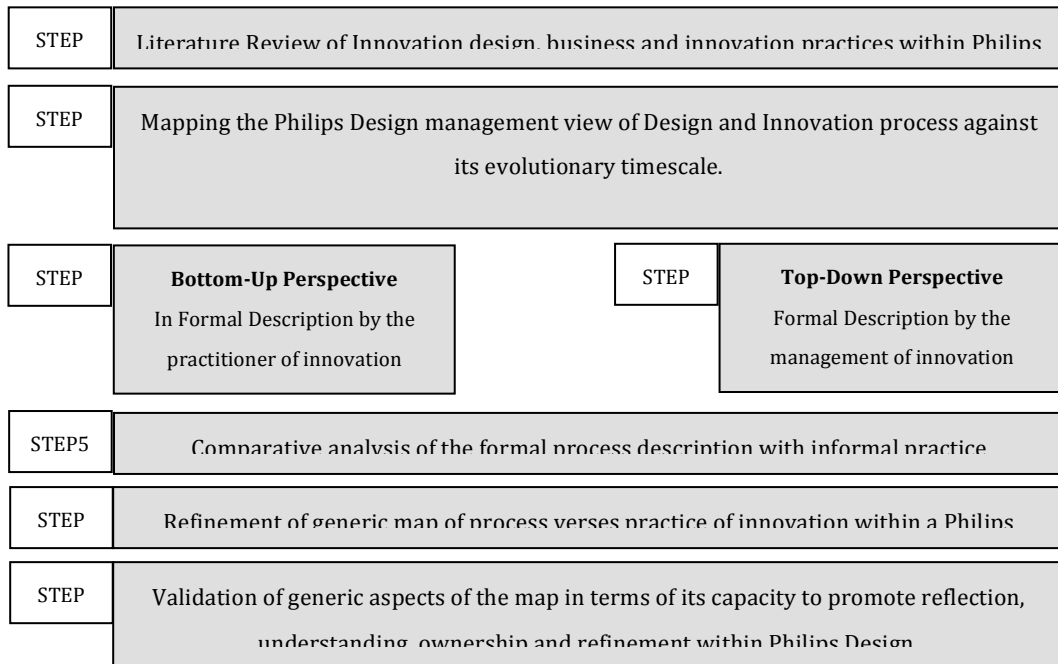 STEP
Literature Review of Innovation design, business and innovation practices within Philips
STEP
Mapping the Philips Design management view of Design and Innovation process against
its evolutionary timescale.
STEP
Bottom-Up Perspective
In Formal Description by the
practitioner of innovation
STEP
Top-Down Perspective
Formal Description by the
management of innovation
STEP5
Comparative analysis of the formal process description with informal practice
STEP
Refinement of generic map of process verses practice of innovation within a Philips
STEP
Validation of generic aspects of the map in terms of its capacity to promote reflection,
understanding, ownership and refinement within Philips Design